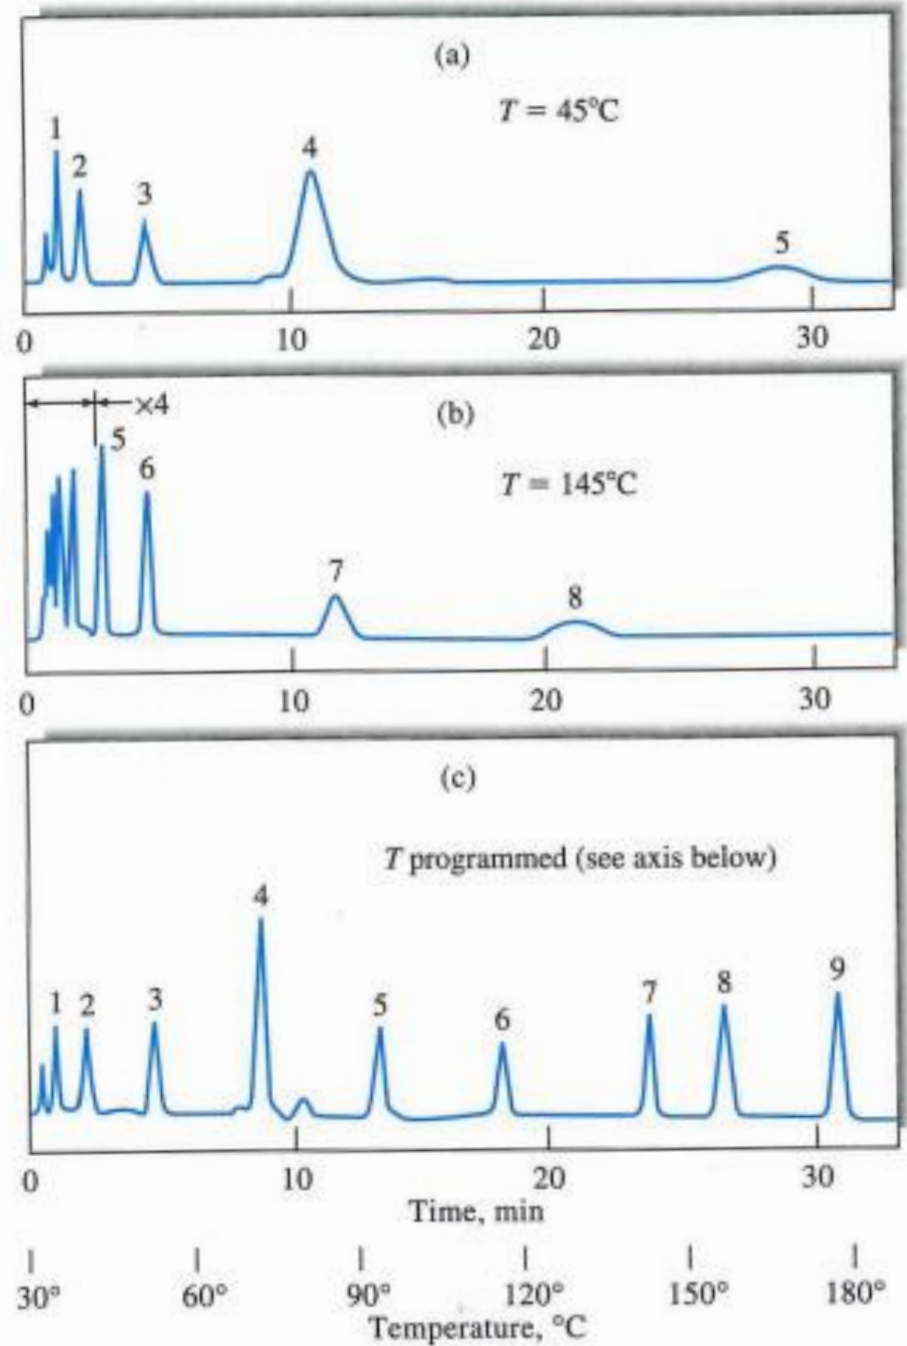 (a)
T = 45°C
1
2
3
4
5
0 10 20 30
×4
(b)
T = 145°C
5
6
7
8
0 10 20 30
(c)
T programmed (see axis below)
1 2 3 4 5 6 7 8 9
0 10 20 30
Time, min
30° 60° 90° 120° 150° 180°
Temperature, °C